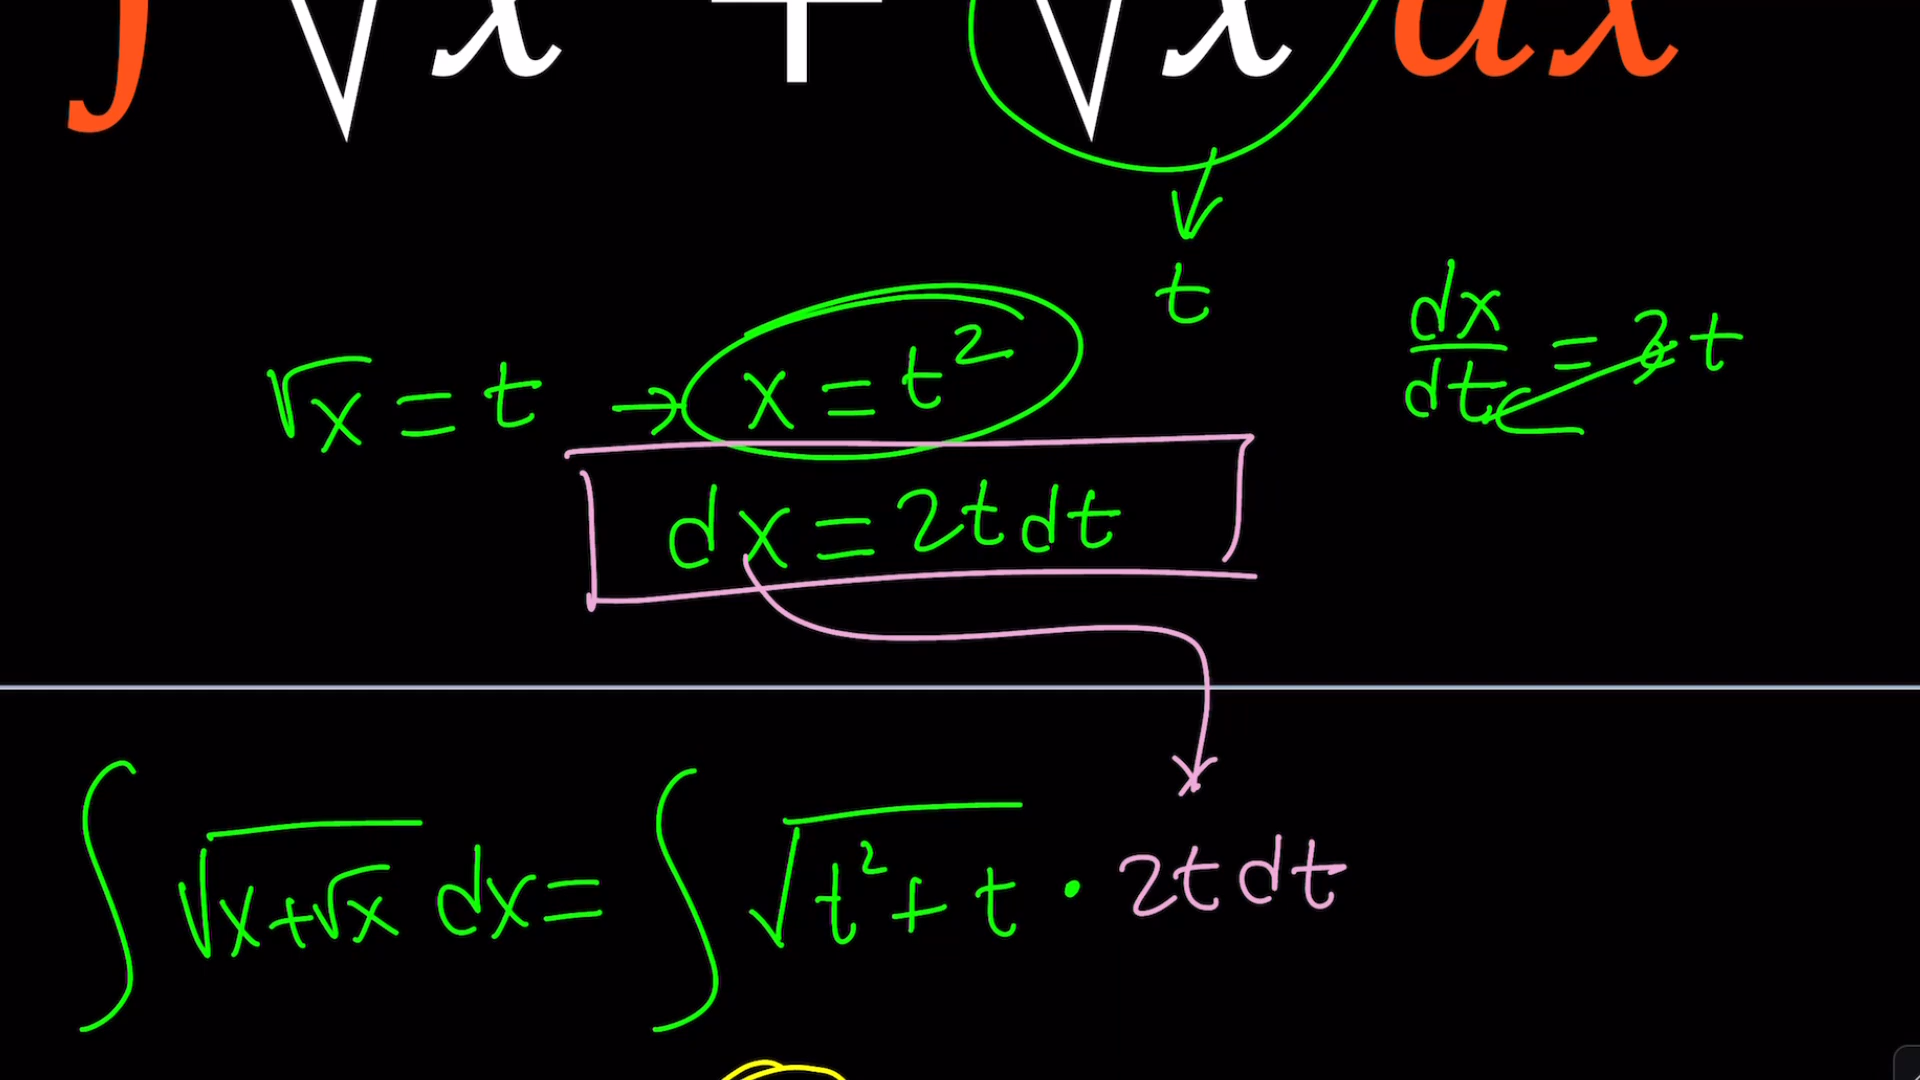 ∫ √x + √x dx
t
dx/dt = 2t
√x = t → x = t²
dx = 2t dt
∫ √(x+√x) dx = ∫ √(t² + t) · 2t dt